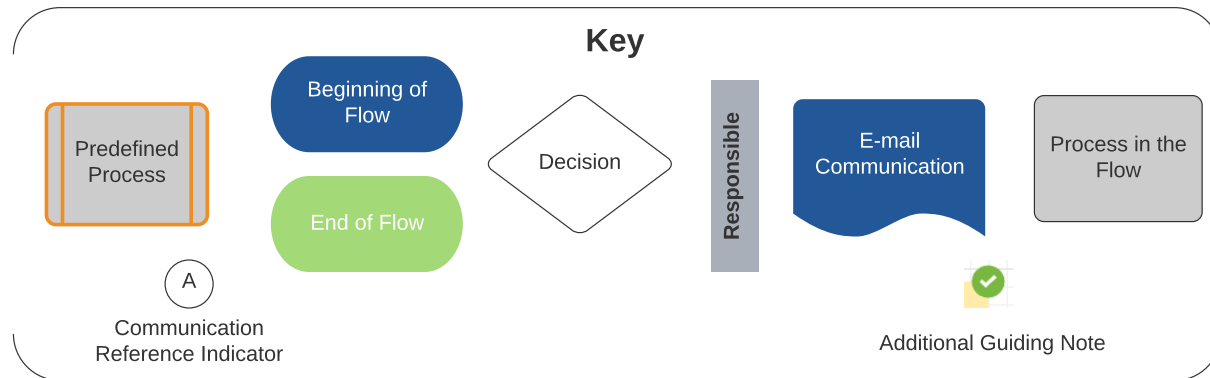 Key
Predefined
Process
Beginning of
Flow
End of Flow
Decision
Responsible
E-mail
Communication
Process in the
Flow
A
Communication
Reference Indicator
Additional Guiding Note